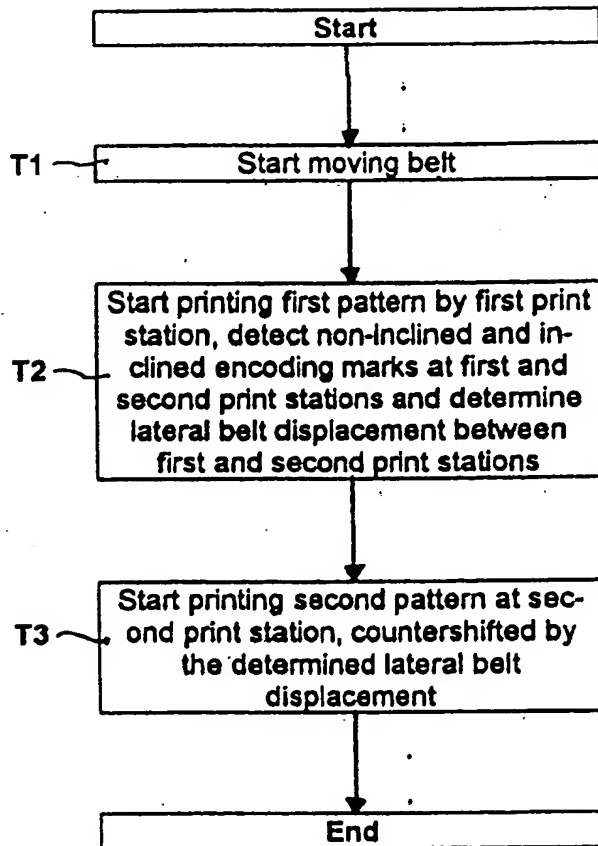 Start
T1
Start moving belt
Start printing first pattern by first print
station, detect non-inclined and in-
clined encoding marks at first and
T2
second print stations and determine
lateral belt displacement between
first and second print stations
Start printing second pattern at sec-
T3
ond print station, countershifted by
the determined lateral belt
displacement
End